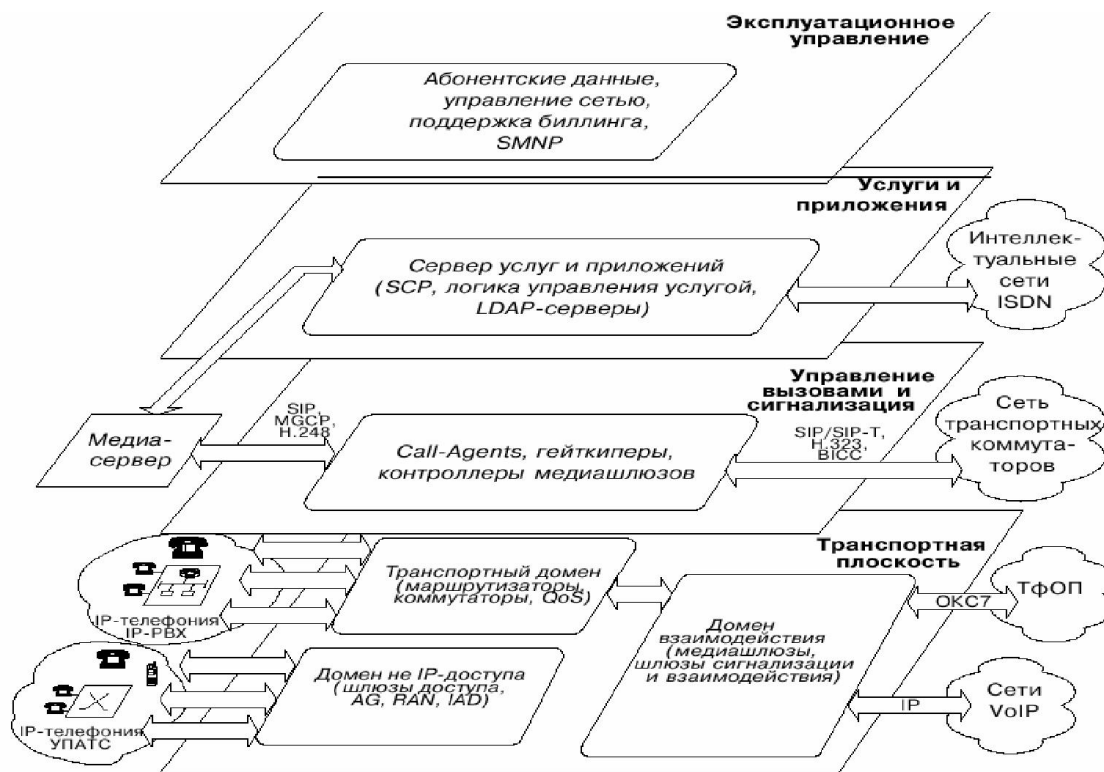 Эксплуатационное
управление
Абонентские данные,
управление сетью,
поддержка биллинга,
SMNP
Услуги и
приложения
Сервер услуг и приложений
(SCP, логика управления услугой,
LDAP-серверы)
Интеллек-
туальные
сети
ISDN
Управление
вызовами и
сигнализация
Медиа-
сервер
SIP,
MGCP,
H.248
Call-Agents, гейткиперы,
контроллеры медиашлюзов
SIP/SIP-T,
H.323,
BICC
Сеть
транспортных
коммута-
торов
Транспортная
плоскость
IP-телефония
IP-PBX
Транспортный домен
(маршрутизаторы,
коммутаторы, QoS)
Домен
взаимодействия
(медиашлюзы,
шлюзы сигнализации
и взаимодействия)
ОКС7
ТфОП
IP-телефония
УПАТС
Домен не IP-доступа
(шлюзы доступа,
AG, RAN, IAD)
IP
Сети
VoIP